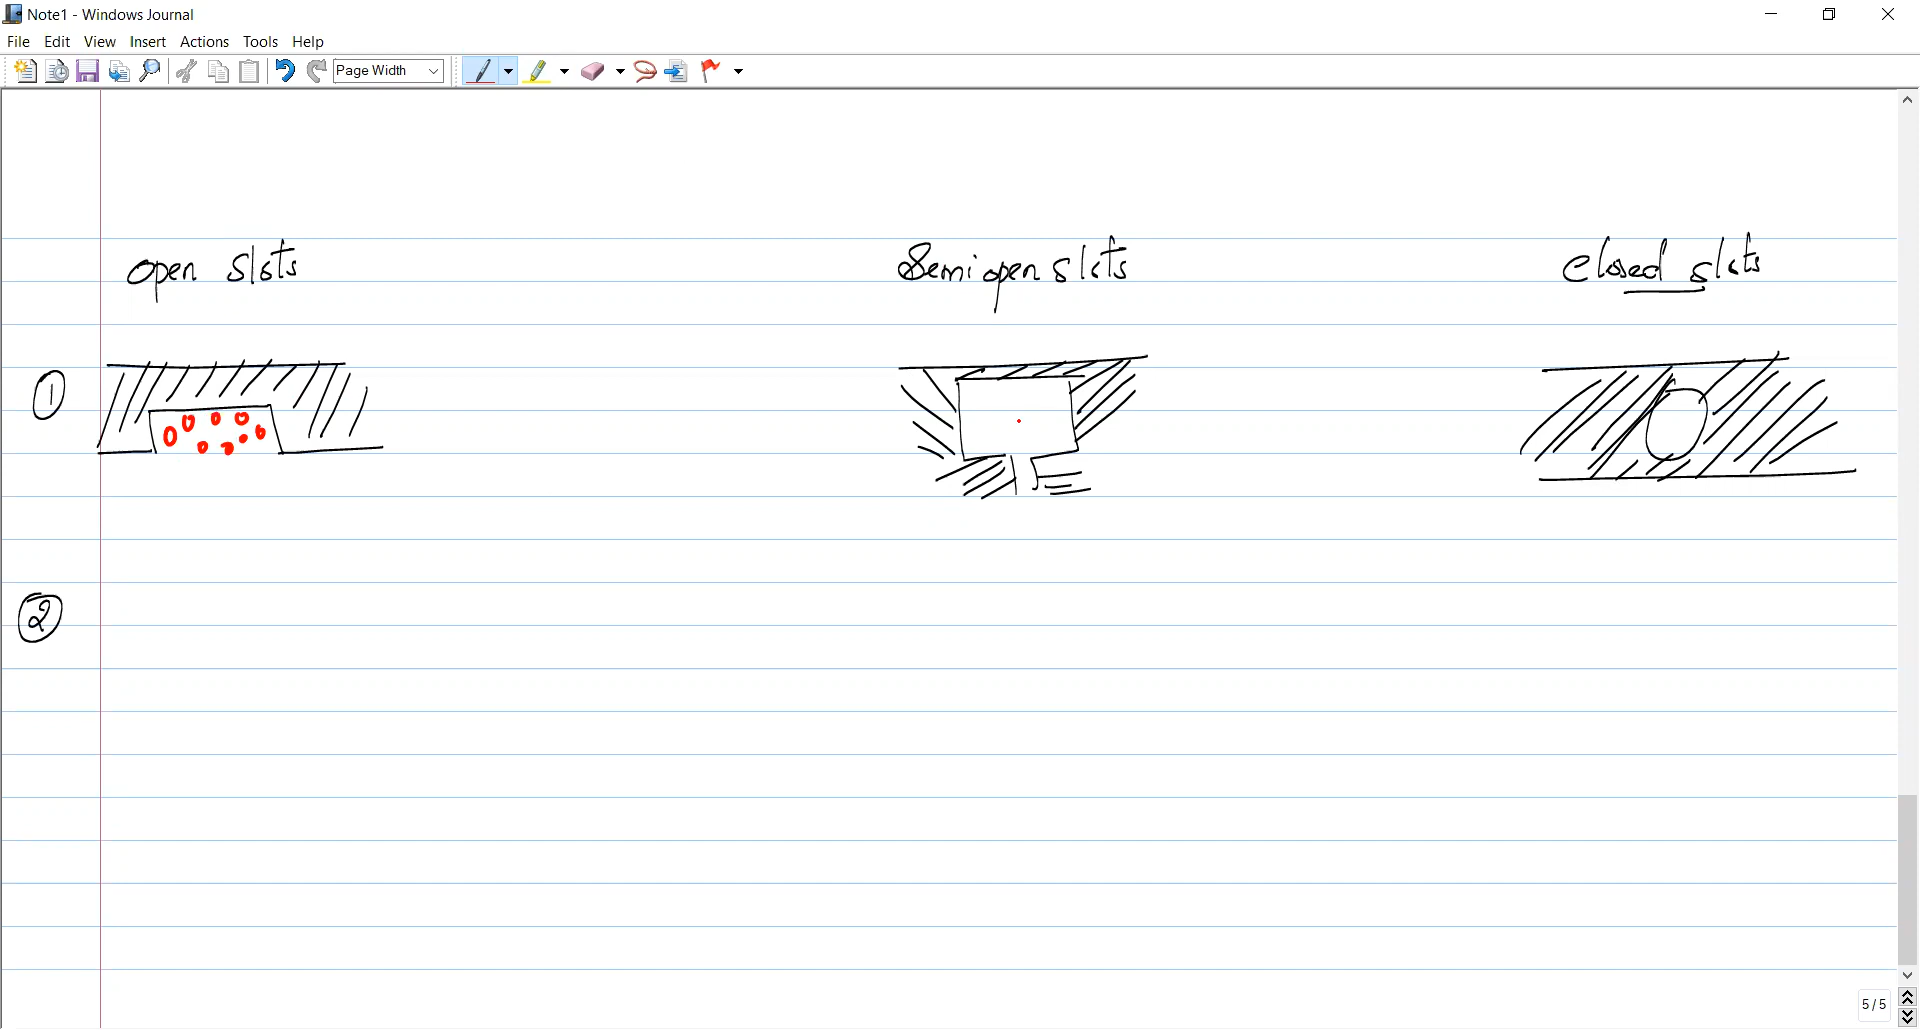 Note1 - Windows Journal
File Edit View Insert Actions Tools Help
Page Width
open slots Semi open slots closed slots
1
2
5/5